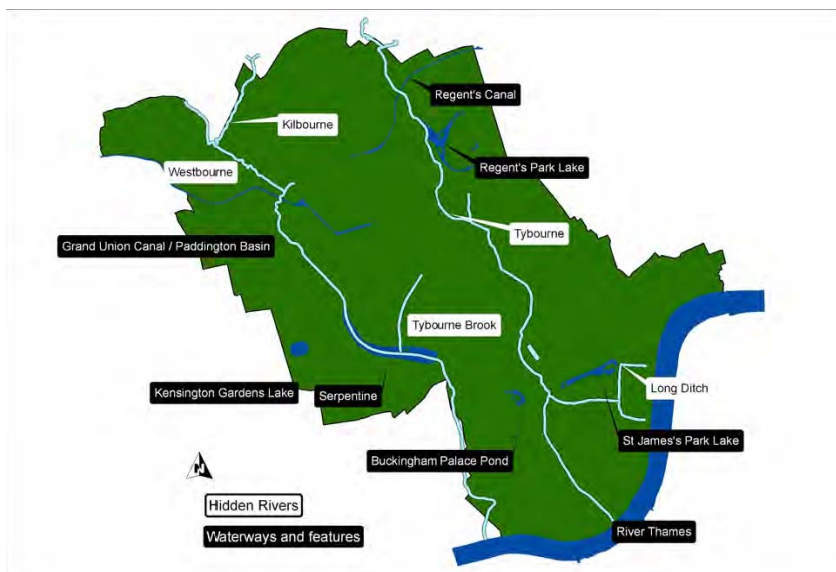 Regent's Canal
Kilbourne
Regent's Park Lake
Westbourne
Tybourne
Grand Union Canal / Paddington Basin
Tybourne Brook
Kensington Gardens Lake
Serpentine
Long Ditch
St James's Park Lake
Buckingham Palace Pond
N
Hidden Rivers
Waterways and features
River Thames